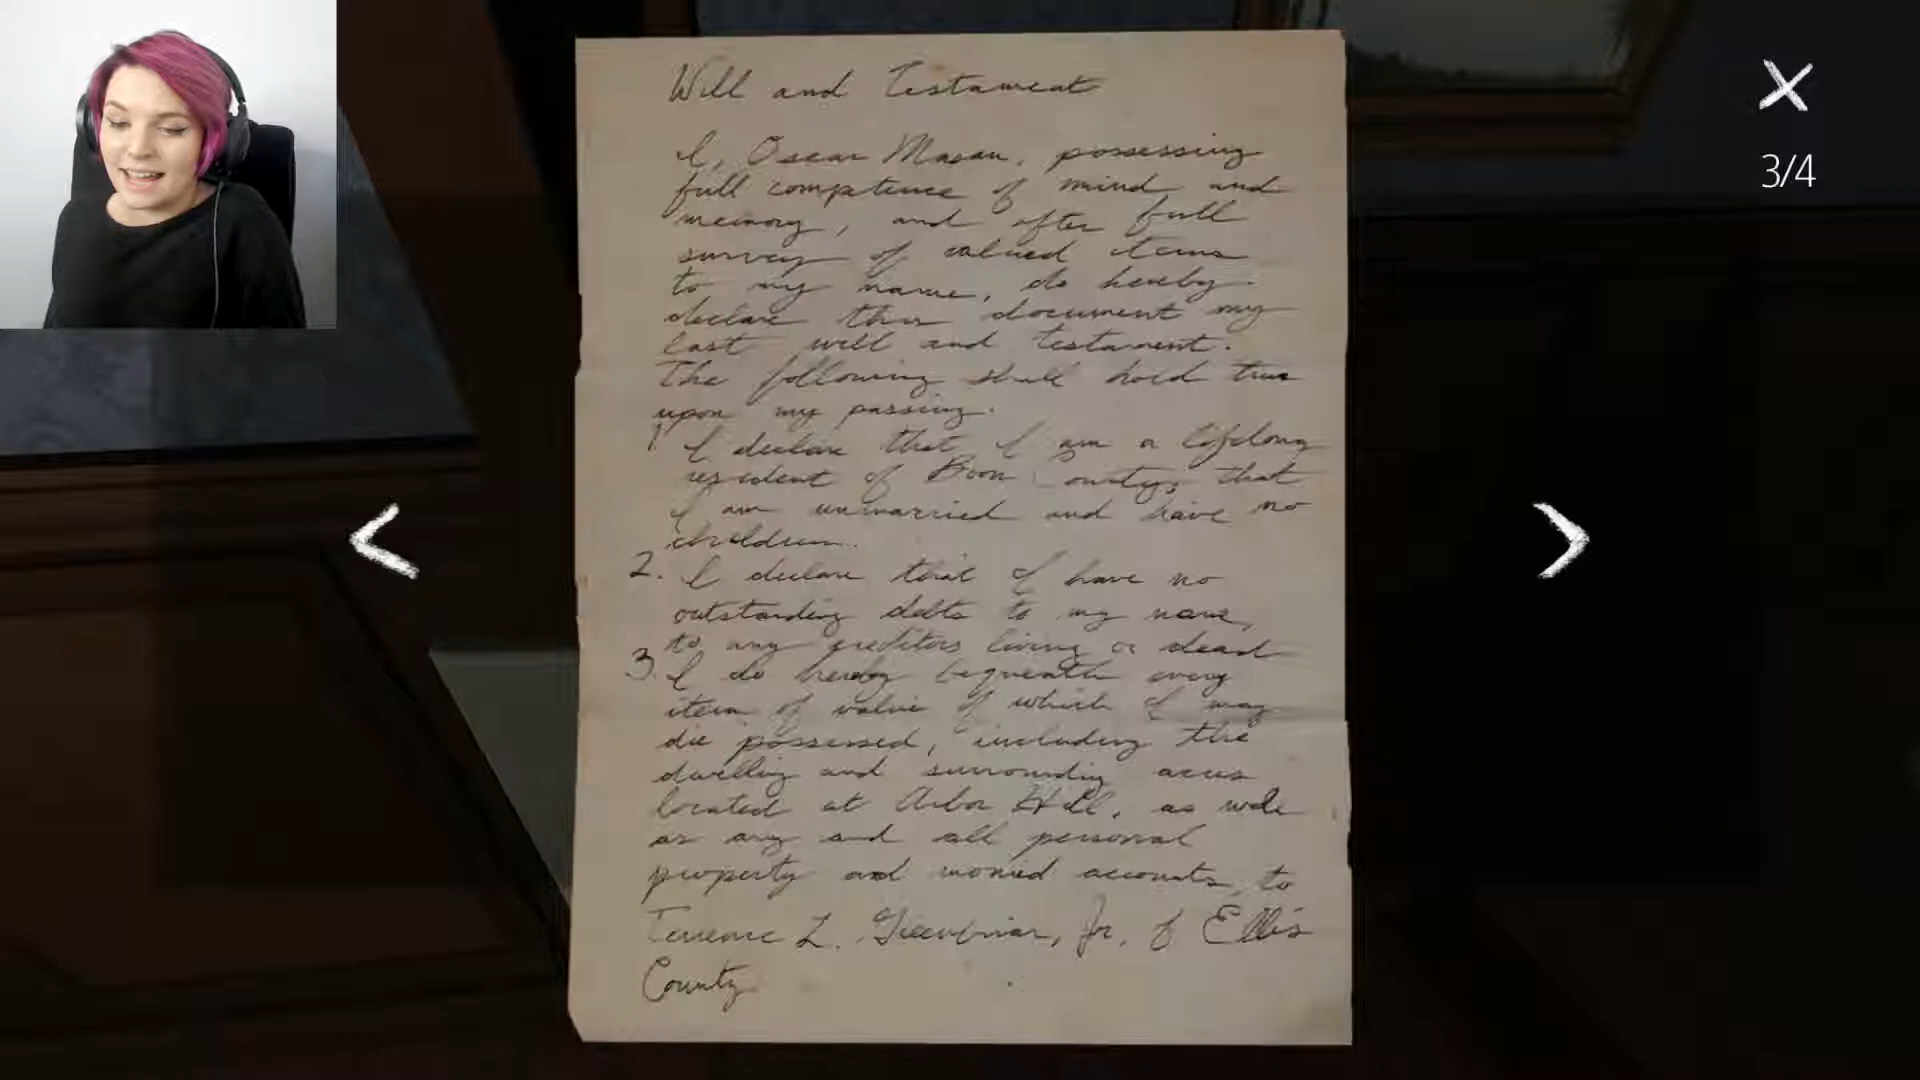 Will and Testament
I, Oscar Mason, possessing
full competence of mind and
memory, and after full
survey of valued items
to my name, do hereby
declare this document my
last will and testament.
The following shall hold true
upon my passing.
1. I declare that I am a lifelong
resident of Boon County, that
I am unmarried and have no
children.
2. I declare that I have no
outstanding debts to my name,
to any creditors living or dead
3. I do hereby bequeath every
item of value of which I may
die possessed, including the
dwelling and surrounding acres
located at Arbor Hill, as well
as any and all personal
property and monied accounts, to
Terrence L. Greenbriar, Jr. of Ellis
County
3/4